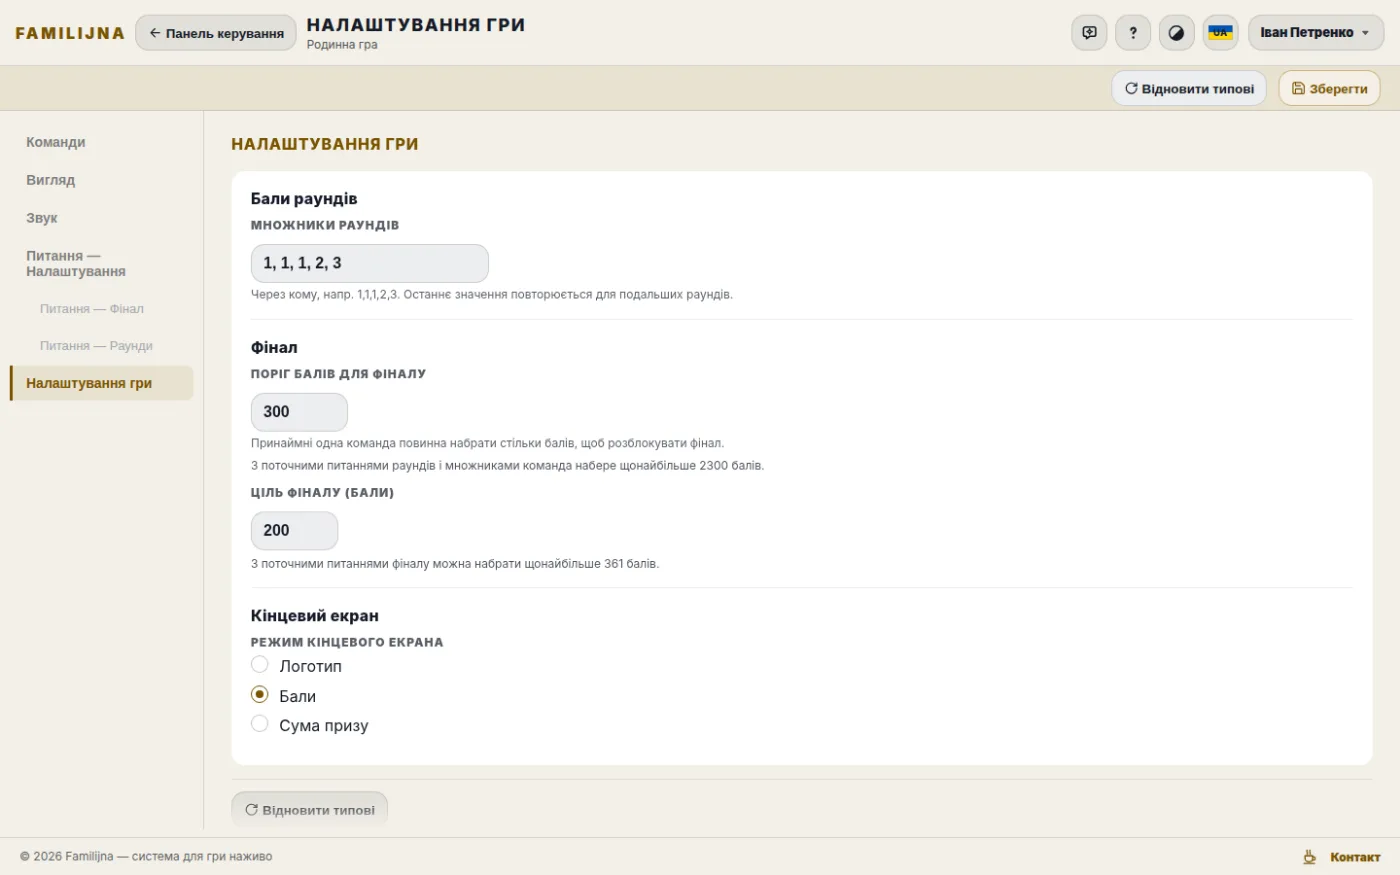 FAMILIJNA
Панель керування
НАЛАШТУВАННЯ ГРИ
Родинна гра
?
UA
Іван Петренко
Відновити типові
Зберегти
Команди
Вигляд
Звук
Питання —
Налаштування
Питання — Фінал
Питання — Раунди
Налаштування гри
НАЛАШТУВАННЯ ГРИ
Бали раундів
МНОЖНИКИ РАУНДІВ
1, 1, 1, 2, 3
Через кому, напр. 1,1,1,2,3. Останнє значення повторюється для подальших раундів.
Фінал
ПОРІГ БАЛІВ ДЛЯ ФІНАЛУ
300
Принаймні одна команда повинна набрати стільки балів, щоб розблокувати фінал.
З поточними питаннями раундів і множниками команда набере щонайбільше 2300 балів.
ЦІЛЬ ФІНАЛУ (БАЛИ)
200
З поточними питаннями фіналу можна набрати щонайбільше 361 балів.
Кінцевий екран
РЕЖИМ КІНЦЕВОГО ЕКРАНА
Логотип
Бали
Сума призу
Відновити типові
© 2026 Familijna — система для гри наживо
Контакт